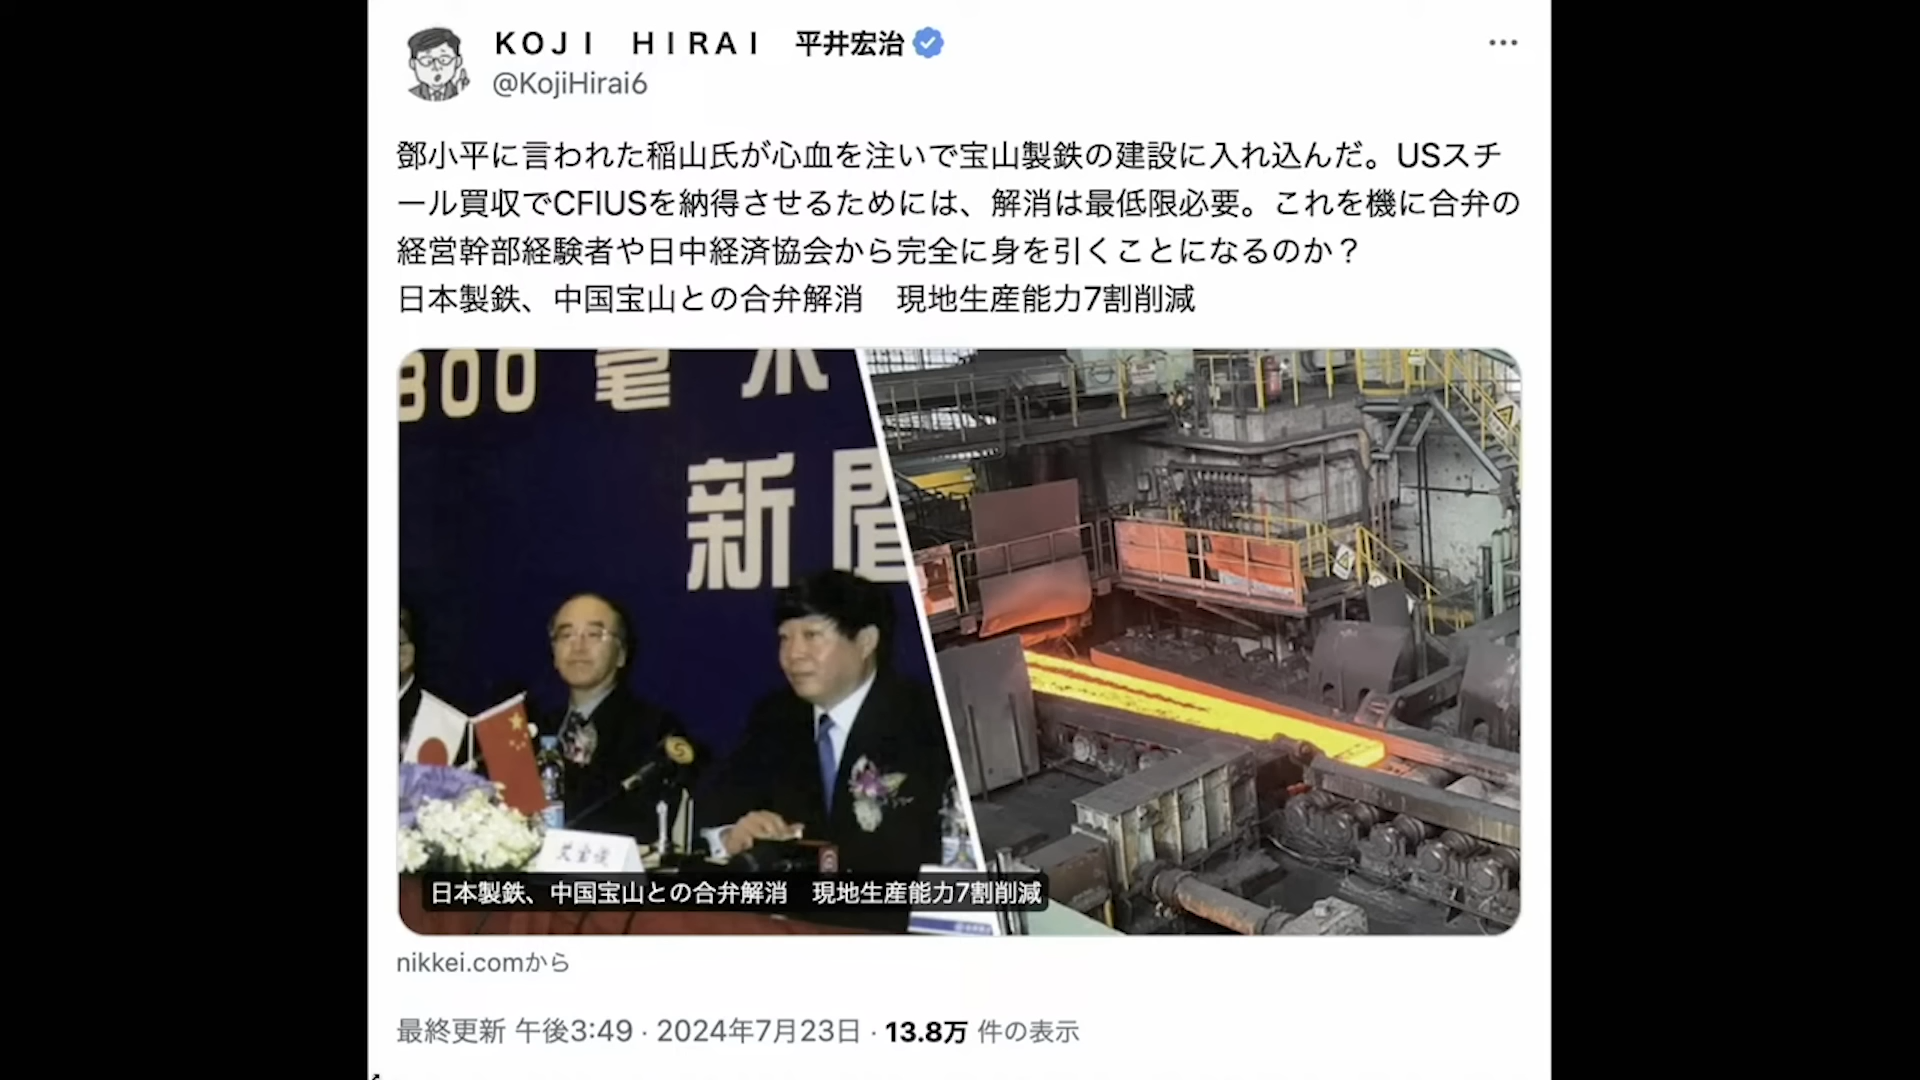 KOJI HIRAI 平井宏治
@KojiHirai6
鄧小平に言われた稲山氏が心血を注いで宝山製鉄の建設に入れ込んだ。USスチ
ール買収でCFIUSを納得させるためには、解消は最低限必要。これを機に合弁の
経営幹部経験者や日中経済協会から完全に身を引くことになるのか？
日本製鉄、中国宝山との合弁解消 現地生産能力7割削減
800 毫米
新聞
日本製鉄、中国宝山との合弁解消 現地生産能力7割削減
nikkei.comから
最終更新 午後3:49 · 2024年7月23日 · 13.8万 件の表示